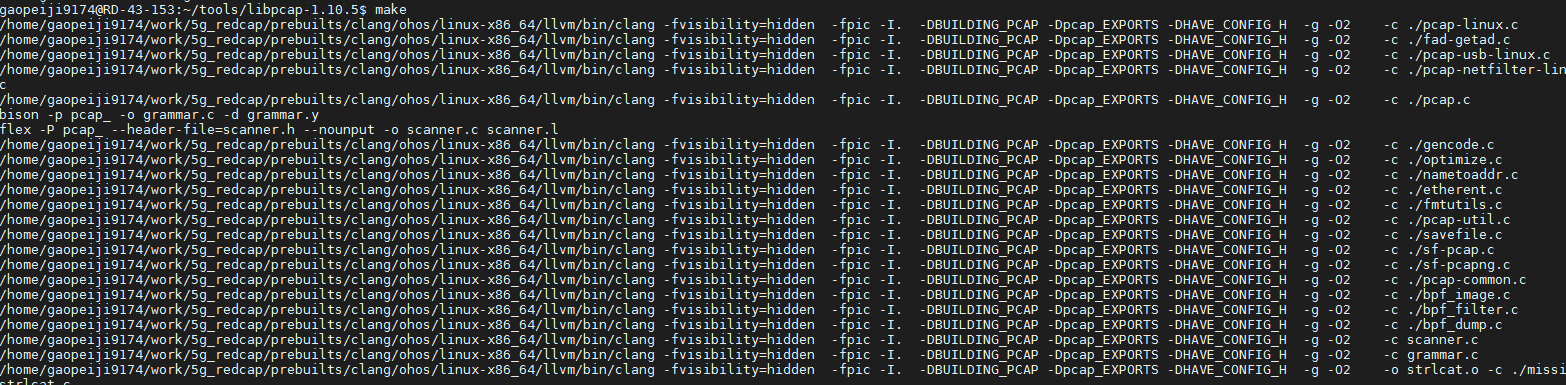 gaopeiji9174@RD-43-153:~/tools/libpcap-1.10.5$ make
/home/gaopeiji9174/work/5g_redcap/prebuilts/clang/ohos/linux-x86_64/llvm/bin/clang -fvisibility=hidden  -fpic -I.  -DBUILDING_PCAP -Dpcap_EXPORTS -DHAVE_CONFIG_H  -g -O2    -c ./pcap-linux.c
/home/gaopeiji9174/work/5g_redcap/prebuilts/clang/ohos/linux-x86_64/llvm/bin/clang -fvisibility=hidden  -fpic -I.  -DBUILDING_PCAP -Dpcap_EXPORTS -DHAVE_CONFIG_H  -g -O2    -c ./fad-getad.c
/home/gaopeiji9174/work/5g_redcap/prebuilts/clang/ohos/linux-x86_64/llvm/bin/clang -fvisibility=hidden  -fpic -I.  -DBUILDING_PCAP -Dpcap_EXPORTS -DHAVE_CONFIG_H  -g -O2    -c ./pcap-usb-linux.c
/home/gaopeiji9174/work/5g_redcap/prebuilts/clang/ohos/linux-x86_64/llvm/bin/clang -fvisibility=hidden  -fpic -I.  -DBUILDING_PCAP -Dpcap_EXPORTS -DHAVE_CONFIG_H  -g -O2    -c ./pcap-netfilter-lin
c
/home/gaopeiji9174/work/5g_redcap/prebuilts/clang/ohos/linux-x86_64/llvm/bin/clang -fvisibility=hidden  -fpic -I.  -DBUILDING_PCAP -Dpcap_EXPORTS -DHAVE_CONFIG_H  -g -O2    -c ./pcap.c
bison -p pcap_ -o grammar.c -d grammar.y
flex -P pcap_ --header-file=scanner.h --nounput -o scanner.c scanner.l
/home/gaopeiji9174/work/5g_redcap/prebuilts/clang/ohos/linux-x86_64/llvm/bin/clang -fvisibility=hidden  -fpic -I.  -DBUILDING_PCAP -Dpcap_EXPORTS -DHAVE_CONFIG_H  -g -O2    -c ./gencode.c
/home/gaopeiji9174/work/5g_redcap/prebuilts/clang/ohos/linux-x86_64/llvm/bin/clang -fvisibility=hidden  -fpic -I.  -DBUILDING_PCAP -Dpcap_EXPORTS -DHAVE_CONFIG_H  -g -O2    -c ./optimize.c
/home/gaopeiji9174/work/5g_redcap/prebuilts/clang/ohos/linux-x86_64/llvm/bin/clang -fvisibility=hidden  -fpic -I.  -DBUILDING_PCAP -Dpcap_EXPORTS -DHAVE_CONFIG_H  -g -O2    -c ./nametoaddr.c
/home/gaopeiji9174/work/5g_redcap/prebuilts/clang/ohos/linux-x86_64/llvm/bin/clang -fvisibility=hidden  -fpic -I.  -DBUILDING_PCAP -Dpcap_EXPORTS -DHAVE_CONFIG_H  -g -O2    -c ./etherent.c
/home/gaopeiji9174/work/5g_redcap/prebuilts/clang/ohos/linux-x86_64/llvm/bin/clang -fvisibility=hidden  -fpic -I.  -DBUILDING_PCAP -Dpcap_EXPORTS -DHAVE_CONFIG_H  -g -O2    -c ./fmtutils.c
/home/gaopeiji9174/work/5g_redcap/prebuilts/clang/ohos/linux-x86_64/llvm/bin/clang -fvisibility=hidden  -fpic -I.  -DBUILDING_PCAP -Dpcap_EXPORTS -DHAVE_CONFIG_H  -g -O2    -c ./pcap-util.c
/home/gaopeiji9174/work/5g_redcap/prebuilts/clang/ohos/linux-x86_64/llvm/bin/clang -fvisibility=hidden  -fpic -I.  -DBUILDING_PCAP -Dpcap_EXPORTS -DHAVE_CONFIG_H  -g -O2    -c ./savefile.c
/home/gaopeiji9174/work/5g_redcap/prebuilts/clang/ohos/linux-x86_64/llvm/bin/clang -fvisibility=hidden  -fpic -I.  -DBUILDING_PCAP -Dpcap_EXPORTS -DHAVE_CONFIG_H  -g -O2    -c ./sf-pcap.c
/home/gaopeiji9174/work/5g_redcap/prebuilts/clang/ohos/linux-x86_64/llvm/bin/clang -fvisibility=hidden  -fpic -I.  -DBUILDING_PCAP -Dpcap_EXPORTS -DHAVE_CONFIG_H  -g -O2    -c ./sf-pcapng.c
/home/gaopeiji9174/work/5g_redcap/prebuilts/clang/ohos/linux-x86_64/llvm/bin/clang -fvisibility=hidden  -fpic -I.  -DBUILDING_PCAP -Dpcap_EXPORTS -DHAVE_CONFIG_H  -g -O2    -c ./pcap-common.c
/home/gaopeiji9174/work/5g_redcap/prebuilts/clang/ohos/linux-x86_64/llvm/bin/clang -fvisibility=hidden  -fpic -I.  -DBUILDING_PCAP -Dpcap_EXPORTS -DHAVE_CONFIG_H  -g -O2    -c ./bpf_image.c
/home/gaopeiji9174/work/5g_redcap/prebuilts/clang/ohos/linux-x86_64/llvm/bin/clang -fvisibility=hidden  -fpic -I.  -DBUILDING_PCAP -Dpcap_EXPORTS -DHAVE_CONFIG_H  -g -O2    -c ./bpf_filter.c
/home/gaopeiji9174/work/5g_redcap/prebuilts/clang/ohos/linux-x86_64/llvm/bin/clang -fvisibility=hidden  -fpic -I.  -DBUILDING_PCAP -Dpcap_EXPORTS -DHAVE_CONFIG_H  -g -O2    -c ./bpf_dump.c
/home/gaopeiji9174/work/5g_redcap/prebuilts/clang/ohos/linux-x86_64/llvm/bin/clang -fvisibility=hidden  -fpic -I.  -DBUILDING_PCAP -Dpcap_EXPORTS -DHAVE_CONFIG_H  -g -O2    -c scanner.c
/home/gaopeiji9174/work/5g_redcap/prebuilts/clang/ohos/linux-x86_64/llvm/bin/clang -fvisibility=hidden  -fpic -I.  -DBUILDING_PCAP -Dpcap_EXPORTS -DHAVE_CONFIG_H  -g -O2    -c grammar.c
/home/gaopeiji9174/work/5g_redcap/prebuilts/clang/ohos/linux-x86_64/llvm/bin/clang -fvisibility=hidden  -fpic -I.  -DBUILDING_PCAP -Dpcap_EXPORTS -DHAVE_CONFIG_H  -g -O2    -o strlcat.o -c ./missi
strlcat.c